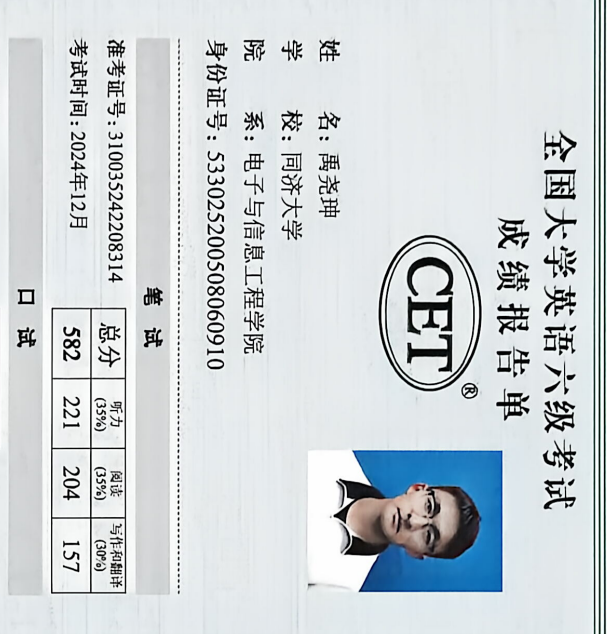 全国大学英语六级考试
成绩报告单
CET®
姓 名：禹尧珅
学 校：同济大学
院 系：电子与信息工程学院
身份证号：533025200508060910
笔 试
准考证号：310035242208314
考试时间：2024年12月
总分 听力(35%) 阅读(35%) 写作和翻译(30%)
582 221 204 157
口 试